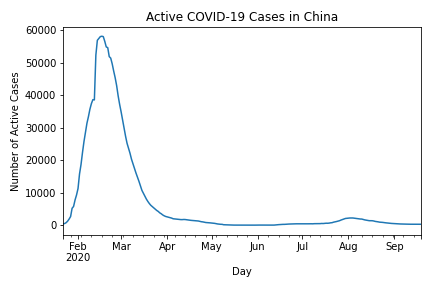 Active COVID-19 Cases in China
Number of Active Cases
60000
50000
40000
30000
20000
10000
0
Feb Mar Apr May Jun Jul Aug Sep
2020
Day